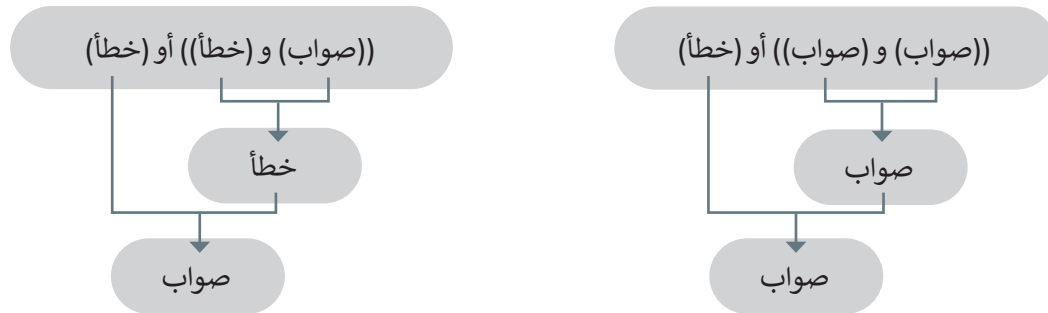 ((صواب) و (صواب)) أو (خطأ)
صواب
صواب
((صواب) و (خطأ)) أو (خطأ)
خطأ
صواب